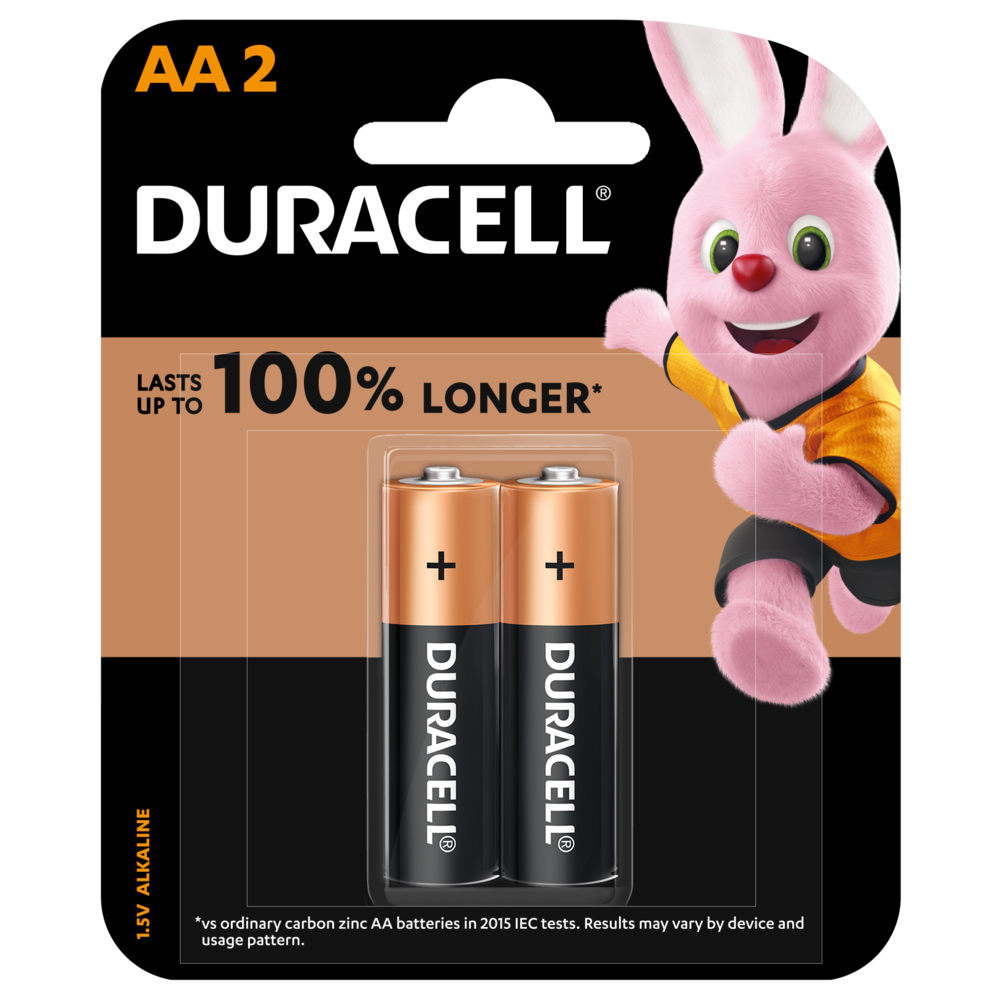 AA 2
DURACELL®
LASTS
UP TO
100% LONGER*
+
+
DURACELL®
DURACELL®
1.5V ALKALINE
*vs ordinary carbon zinc AA batteries in 2015 IEC tests. Results may vary by device and
usage pattern.